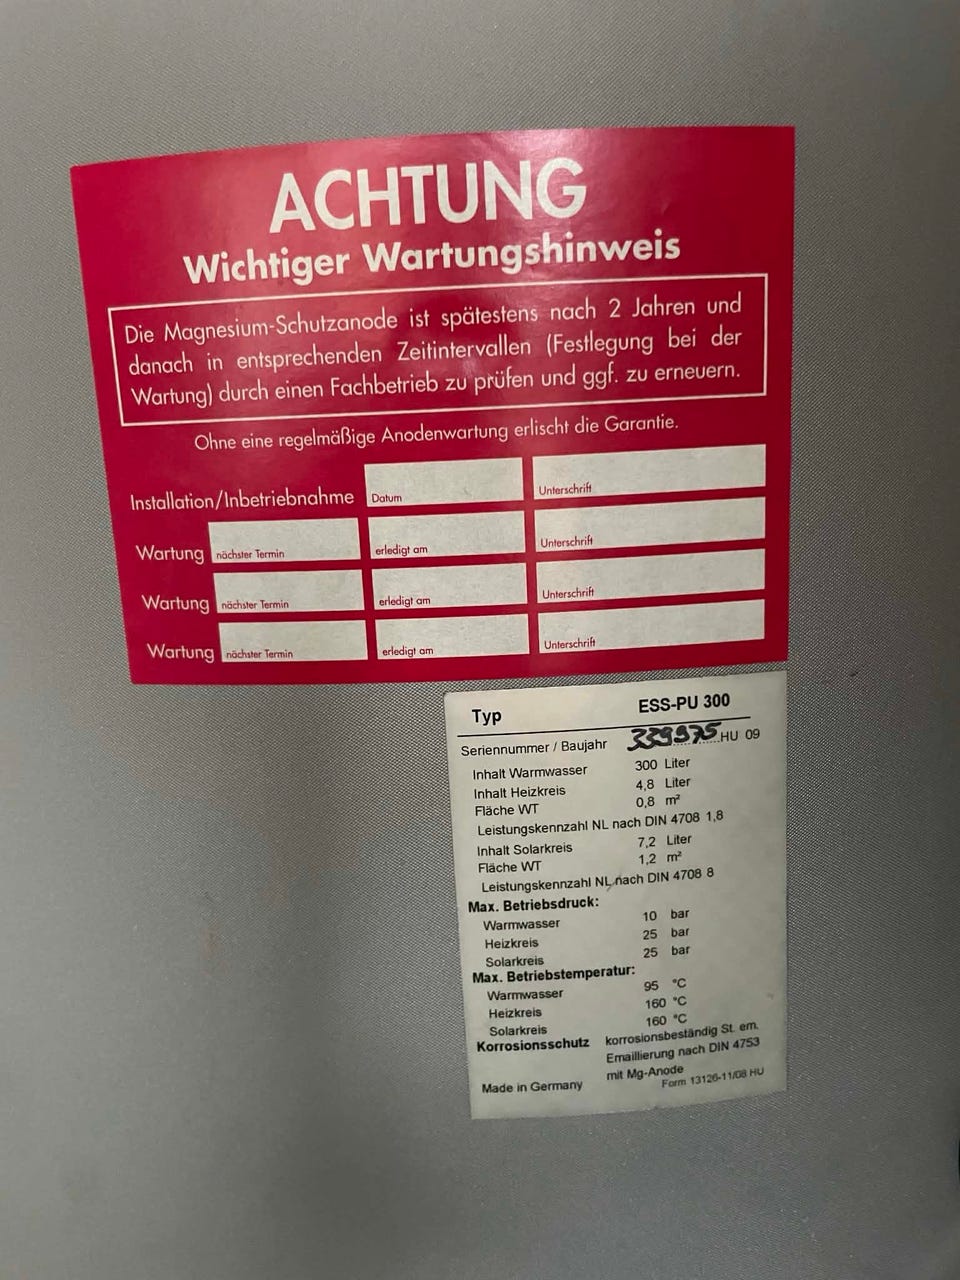 ACHTUNG
Wichtiger Wartungshinweis
Die Magnesium-Schutzanode ist spätestens nach 2 Jahren und
danach in entsprechenden Zeitintervallen (Festlegung bei der
Wartung) durch einen Fachbetrieb zu prüfen und ggf. zu erneuern.
Ohne eine regelmäßige Anodenwartung erlischt die Garantie.
Installation/Inbetriebnahme Datum Unterschrift
Wartung nächster Termin erledigt am Unterschrift
Wartung nächster Termin erledigt am Unterschrift
Wartung nächster Termin erledigt am Unterschrift
Typ ESS-PU 300
Seriennummer / Baujahr 339975 HU 09
Inhalt Warmwasser 300 Liter
Inhalt Heizkreis 4,8 Liter
Fläche WT 0,8 m²
Leistungskennzahl NL nach DIN 4708 1,8
Inhalt Solarkreis 7,2 Liter
Fläche WT 1,2 m²
Leistungskennzahl NL nach DIN 4708 8
Max. Betriebsdruck:
Warmwasser 10 bar
Heizkreis 25 bar
Solarkreis 25 bar
Max. Betriebstemperatur:
Warmwasser 95 °C
Heizkreis 160 °C
Solarkreis 160 °C
Korrosionsschutz korrosionsbeständig St. em.
Emaillierung nach DIN 4753
mit Mg-Anode
Made in Germany Form 13126-11/08 HU